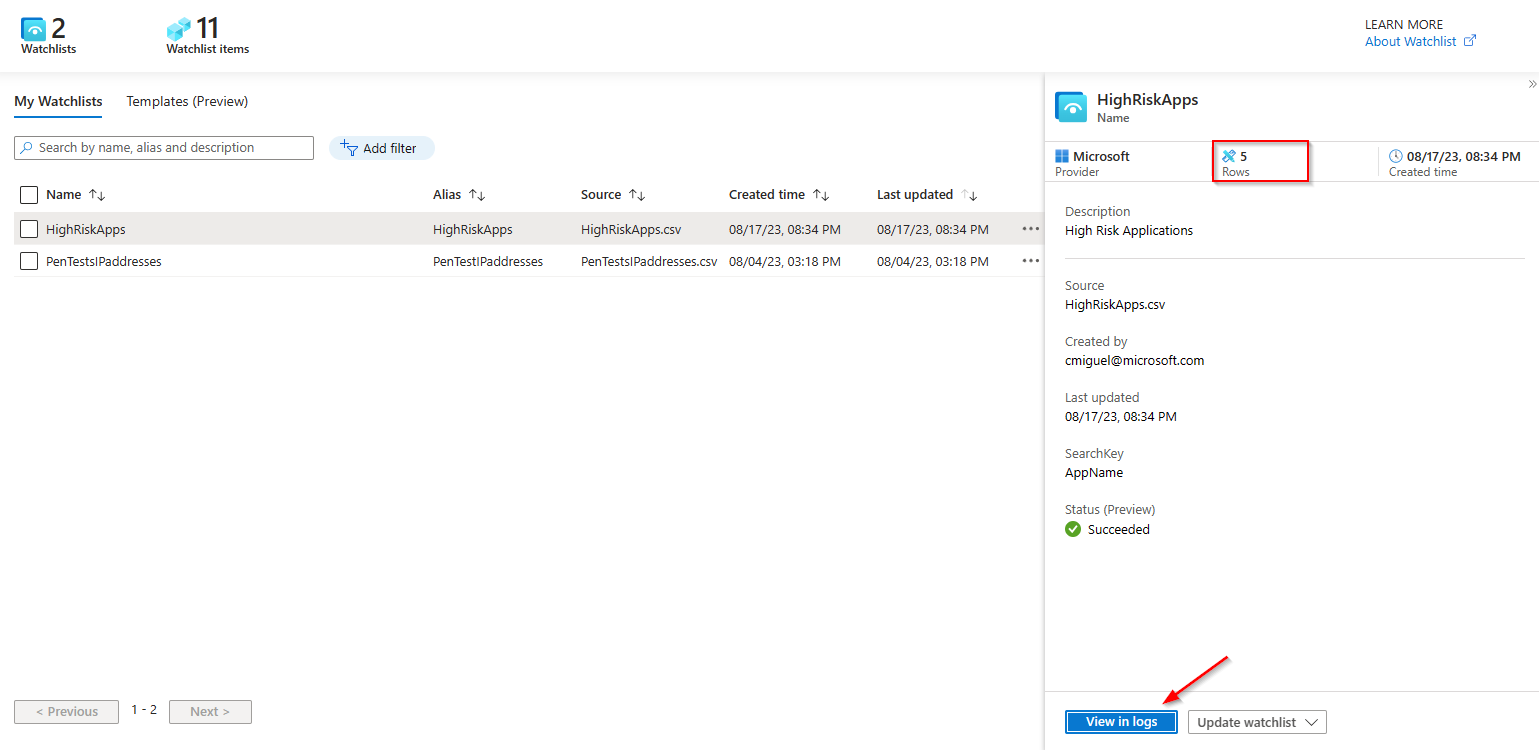 2
Watchlists
11
Watchlist items
LEARN MORE
About Watchlist
My Watchlists Templates (Preview)
Search by name, alias and description Add filter
Name Alias Source Created time Last updated
HighRiskApps HighRiskApps HighRiskApps.csv 08/17/23, 08:34 PM 08/17/23, 08:34 PM
PenTestsIPaddresses PenTestIPaddresses PenTestsIPaddresses.csv 08/04/23, 03:18 PM 08/04/23, 03:18 PM
< Previous 1 - 2 Next >
HighRiskApps
Name
Microsoft
Provider
5
Rows
08/17/23, 08:34 PM
Created time
Description
High Risk Applications
Source
HighRiskApps.csv
Created by
cmiguel@microsoft.com
Last updated
08/17/23, 08:34 PM
SearchKey
AppName
Status (Preview)
Succeeded
View in logs Update watchlist